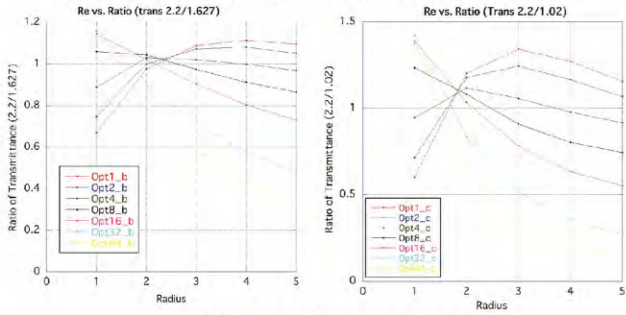 Re vs. Ratio (trans 2.2/1.627)
Ratio of Transmittance (2.2/1.627)
1.2
1
0.8
0.6
0.4
0.2
0
Opt1_b
Opt2_b
Opt4_b
Opt8_b
Opt16_b
Opt32_b
Opt64_b
0 1 2 3 4 5
Radius
Re vs. Ratio (Trans 2.2/1.02)
Ratio of Transmittance (2.2/1.02)
1.5
1
0.5
0
Opt1_c
Opt2_c
Opt4_c
Opt8_c
Opt16_c
Opt32_c
0 1 2 3 4 5
Radius